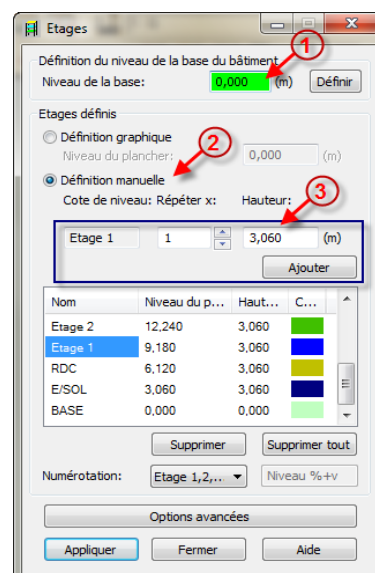 Etages
1
Définition du niveau de la base du bâtiment
Niveau de la base: 0,000 (m) Définir
Etages définis
Définition graphique
2
Niveau du plancher: 0,000 (m)
Définition manuelle
3
Cote de niveau: Répéter x: Hauteur:
Etage 1 1 3,060 (m)
Ajouter
Nom Niveau du p... Haut... C...
Etage 2 12,240 3,060
Etage 1 9,180 3,060
RDC 6,120 3,060
E/SOL 3,060 3,060
BASE 0,000 0,000
Supprimer Supprimer tout
Numérotation: Etage 1,2,.. Niveau %+v
Options avancées
Appliquer Fermer Aide